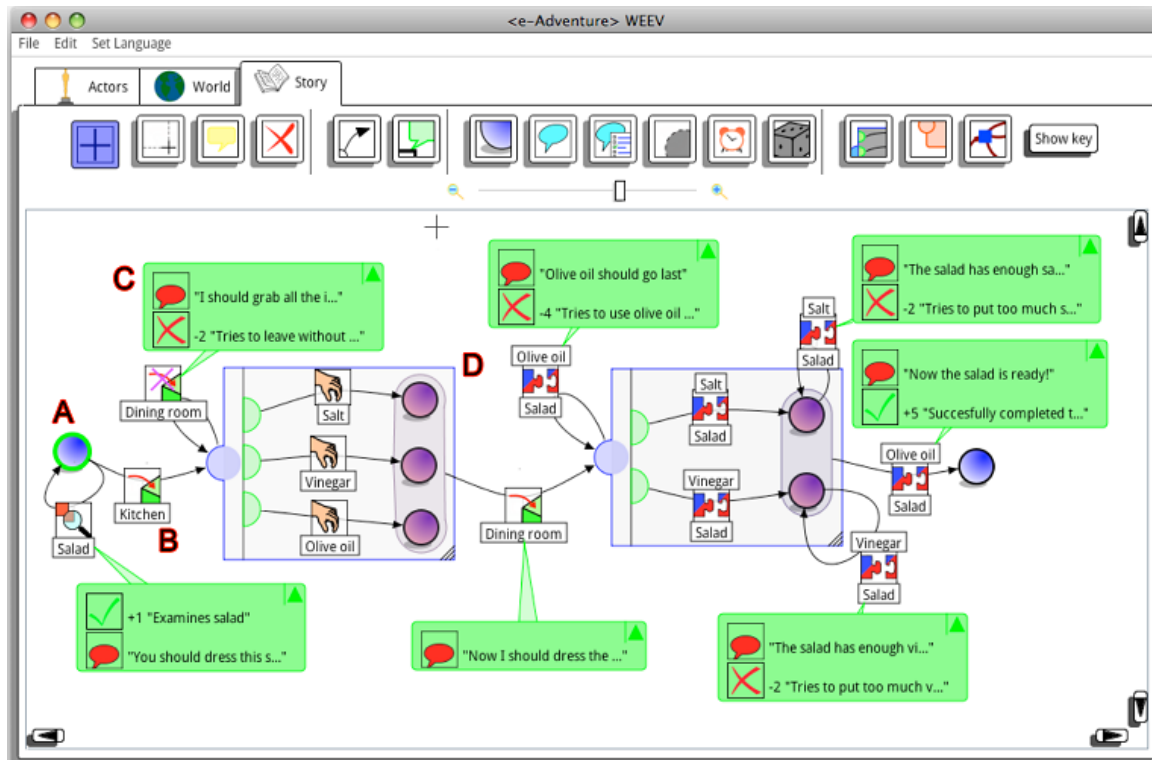 <e-Adventure> WEEV
File Edit Set Language
Actors World Story
Show key
C
"I should grab all the i..."
-2 "Tries to leave without ..."
"Olive oil should go last"
-4 "Tries to use olive oil ..."
"The salad has enough sa..."
-2 "Tries to put too much s..."
"Now the salad is ready!"
+5 "Succesfully completed t..."
D
A
B
Dining room
Kitchen
Salad
Salt
Vinegar
Olive oil
Dining room
Olive oil
Salad
Salt
Salad
Vinegar
Salad
Salt
Salad
Olive oil
Salad
Vinegar
Salad
+1 "Examines salad"
"You should dress this s..."
"Now I should dress the ..."
"The salad has enough vi..."
-2 "Tries to put too much v..."